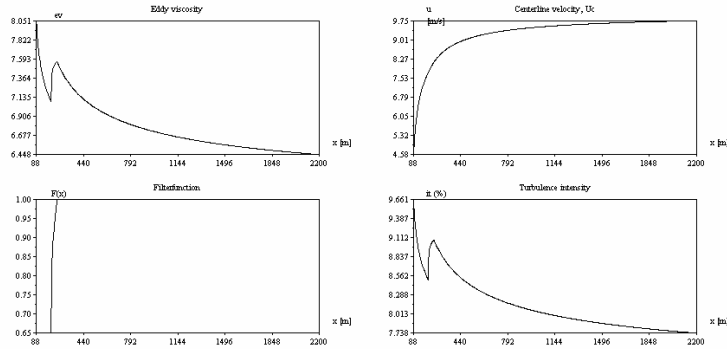 Eddy viscosity
ev
8.051
7.822
7.593
7.364
7.135
6.906
6.677
6.448
x [m]
88 440 792 1144 1496 1848 2200
Centerline velocity, Uc
u
[m/s]
9.75
9.01
8.27
7.53
6.79
6.05
5.32
4.58
x [m]
88 440 792 1144 1496 1848 2200
Filterfunction
F(x)
1.00
0.95
0.90
0.85
0.80
0.75
0.70
0.65
x [m]
88 440 792 1144 1496 1848 2200
Turbulence intensity
it (%)
9.661
9.387
9.112
8.837
8.562
8.288
8.013
7.738
x [m]
88 440 792 1144 1496 1848 2200